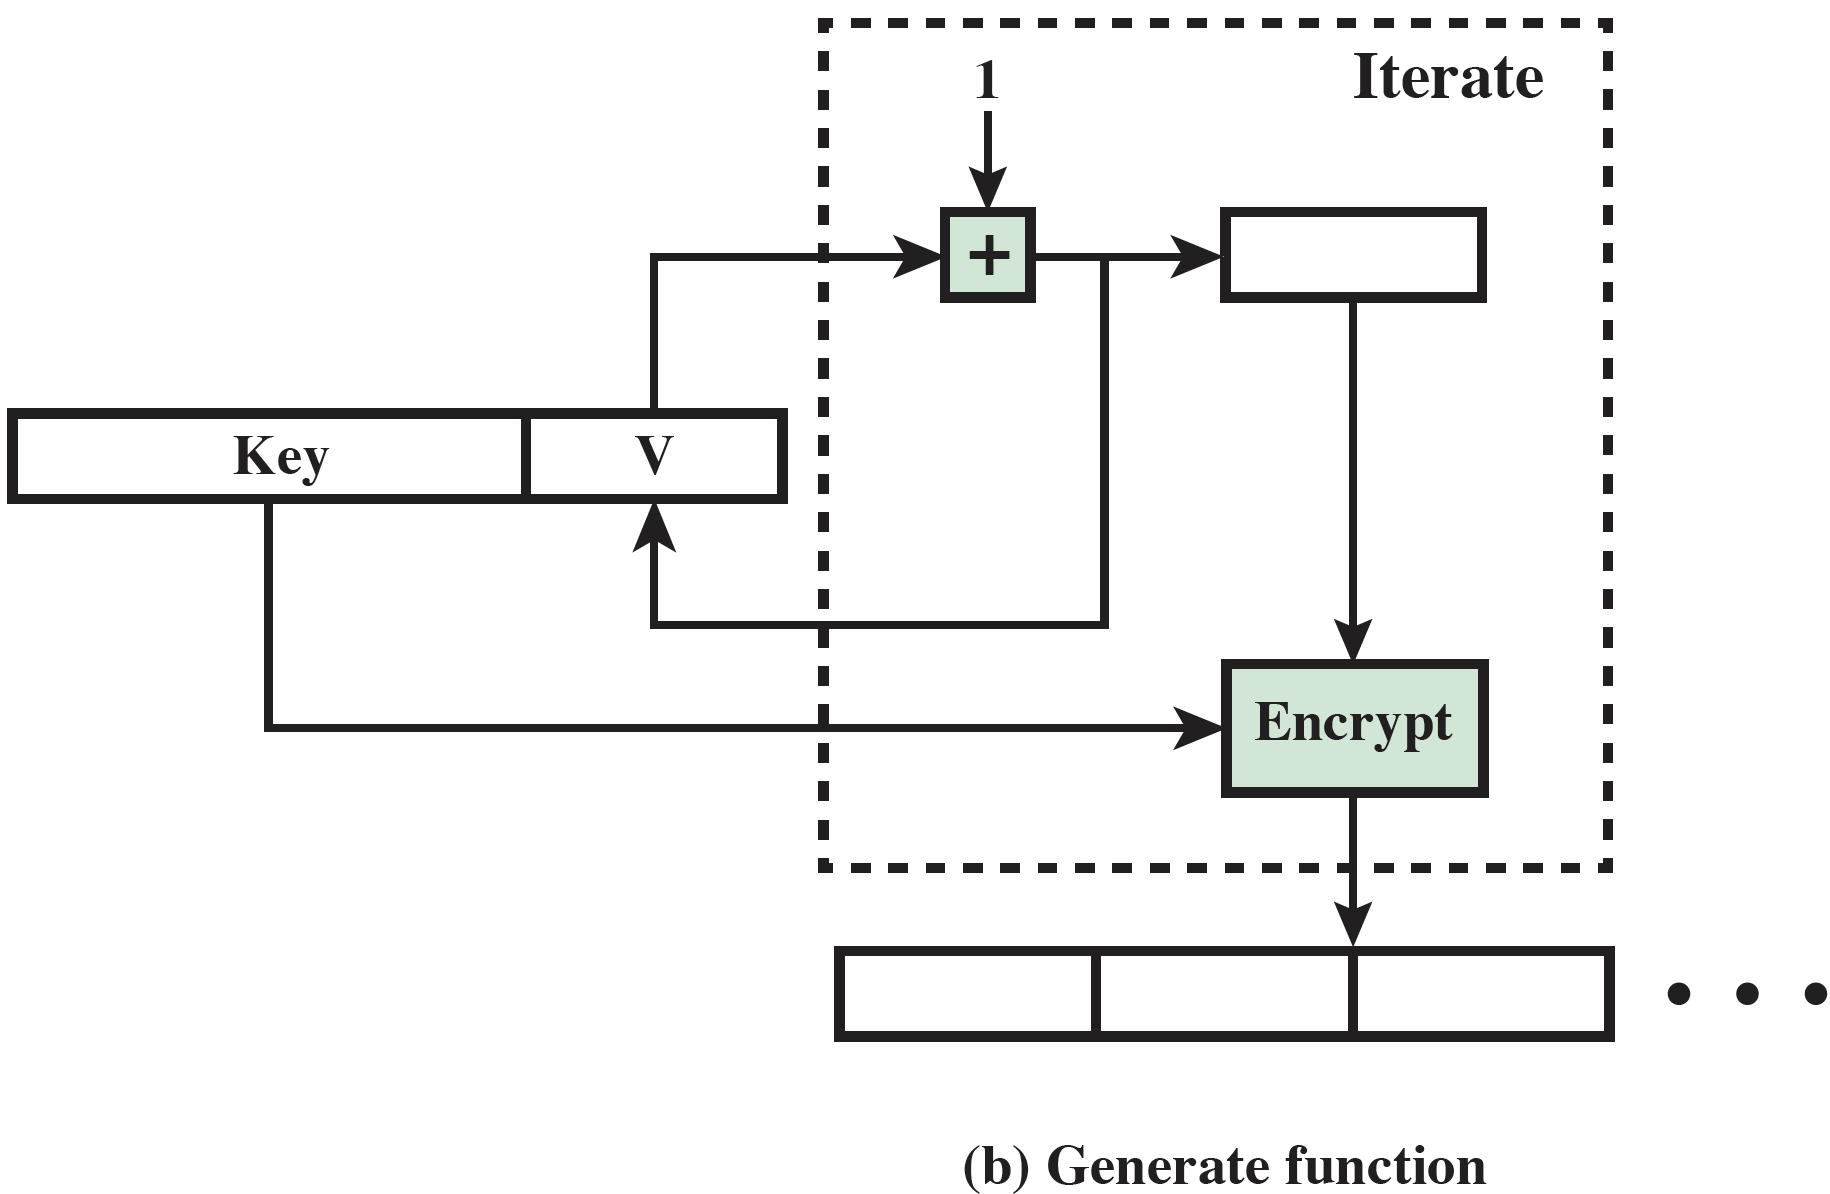 Iterate
1
+
Key
V
Encrypt
(b) Generate function